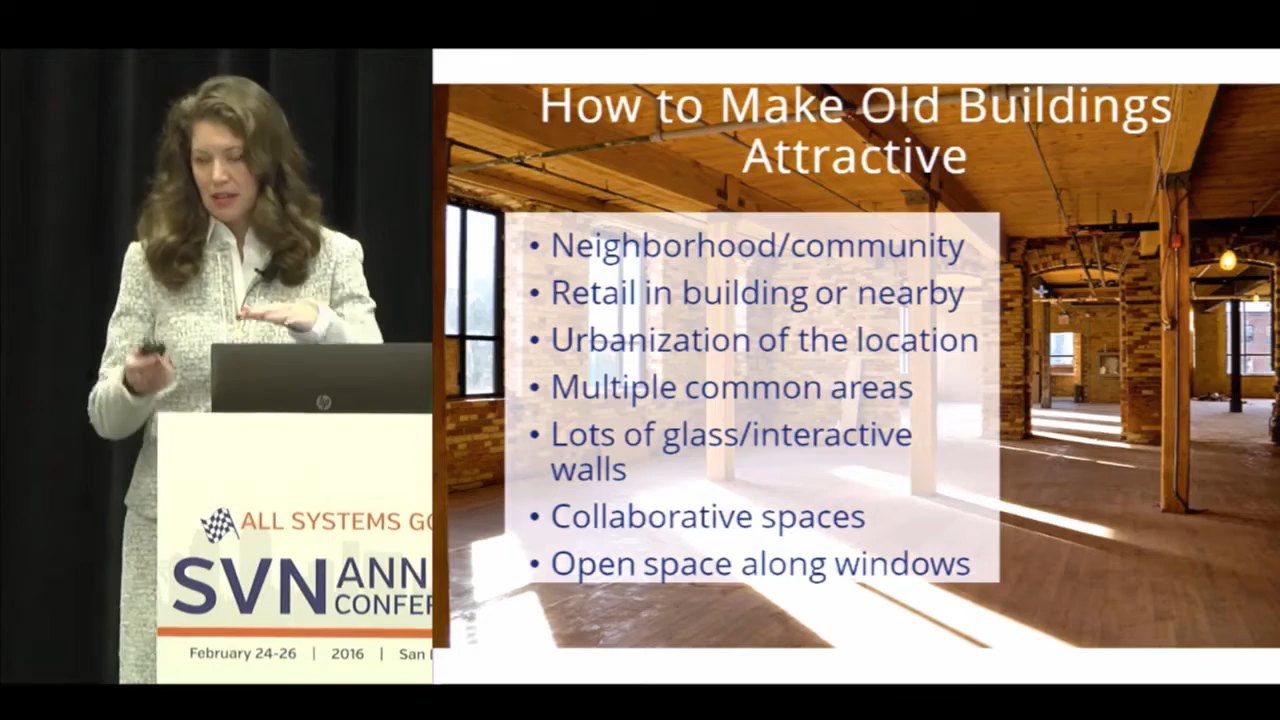 How to Make Old Buildings
Attractive
• Neighborhood/community
• Retail in building or nearby
• Urbanization of the location
• Multiple common areas
• Lots of glass/interactive
walls
• Collaborative spaces
• Open space along windows
hp
ALL SYSTEMS GO
SVN ANN
CONFER
February 24-26 | 2016 | San